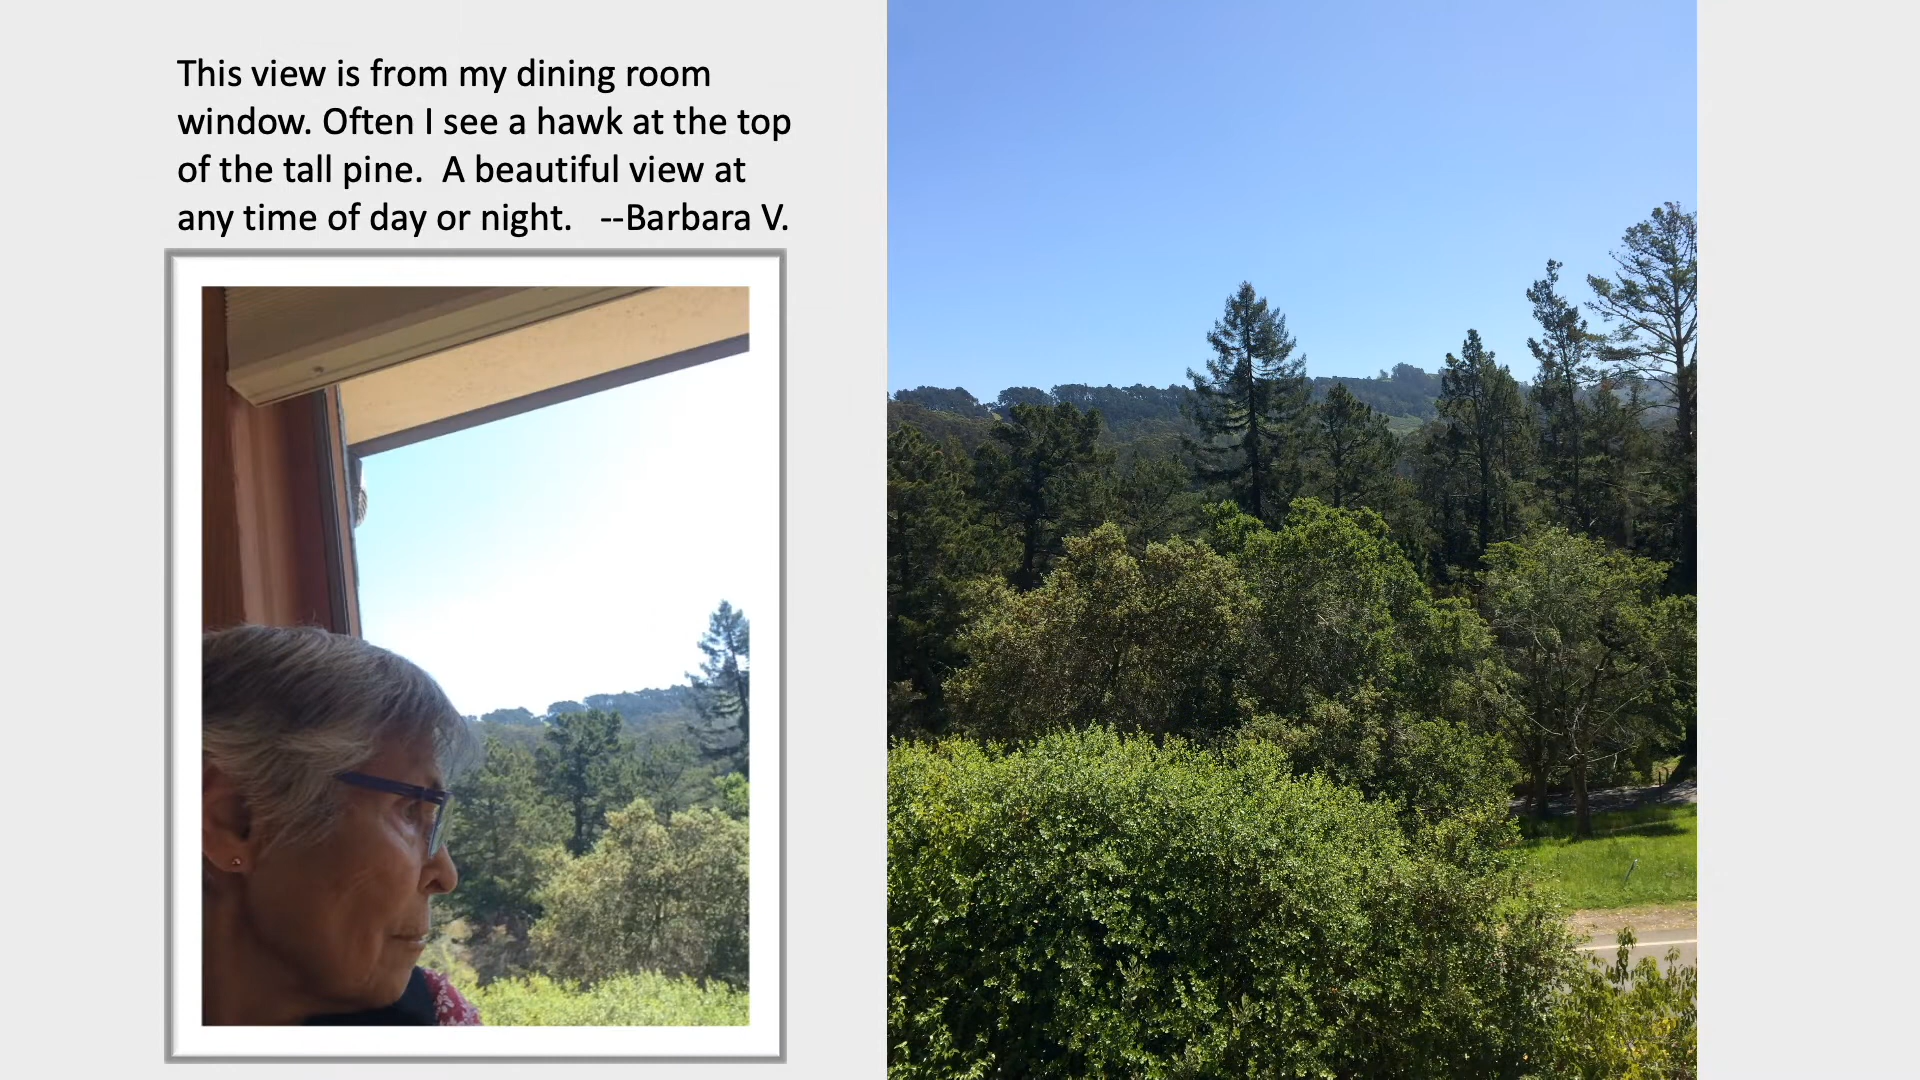 This view is from my dining room
window. Often I see a hawk at the top
of the tall pine.  A beautiful view at
any time of day or night.   --Barbara V.